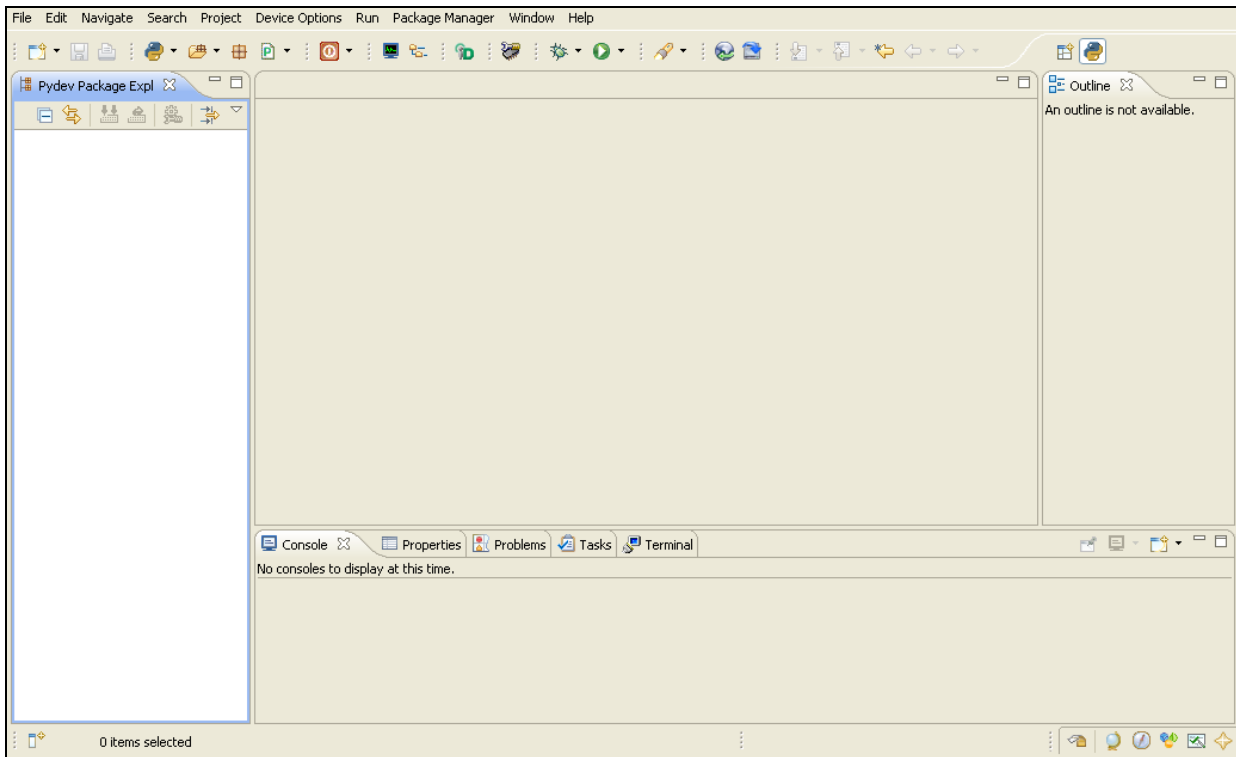 File Edit Navigate Search Project Device Options Run Package Manager Window Help
Pydev Package Expl
Outline
An outline is not available.
Console Properties Problems Tasks Terminal
No consoles to display at this time.
0 items selected